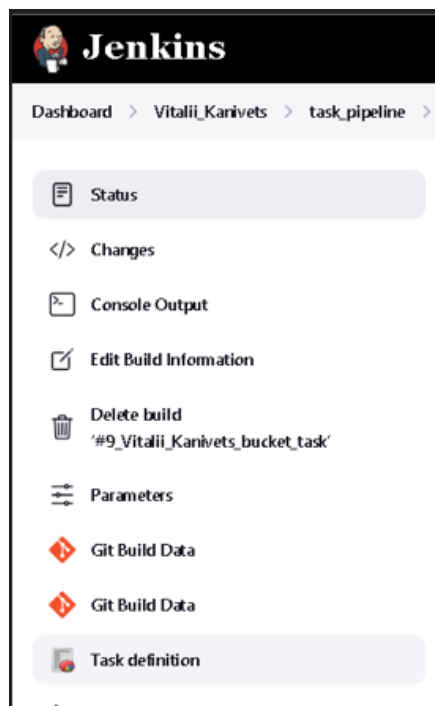 Jenkins
Dashboard > Vitalii_Kanivets > task_pipeline >
Status
</> Changes
Console Output
Edit Build Information
Delete build
'#9_Vitalii_Kanivets_bucket_task'
Parameters
Git Build Data
Git Build Data
Task definition